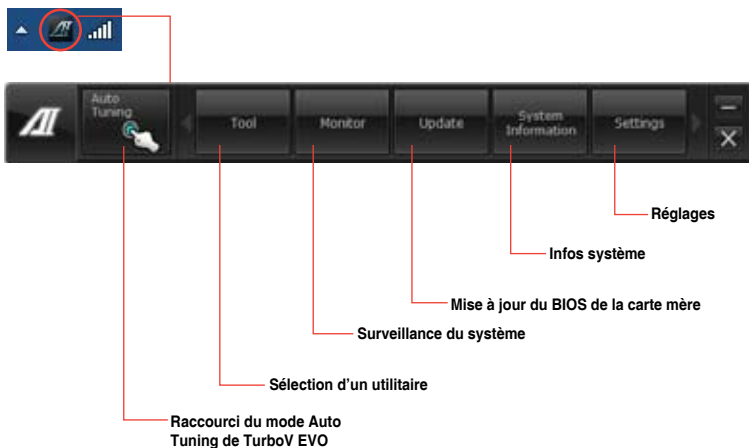 Auto
Tuning
Tool
Monitor
Update
System
Information
Settings
Réglages
Infos système
Mise à jour du BIOS de la carte mère
Surveillance du système
Sélection d'un utilitaire
Raccourci du mode Auto
Tuning de TurboV EVO